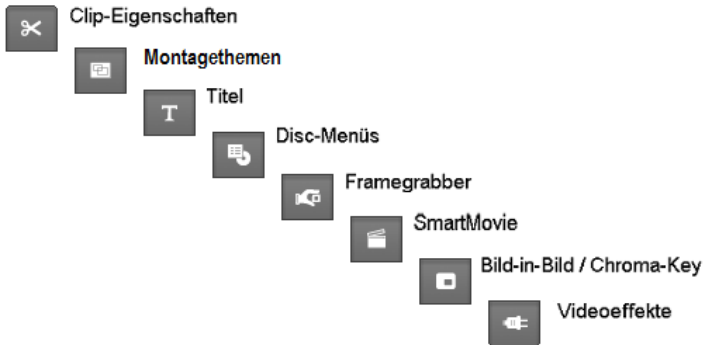 Clip-Eigenschaften
Montagethemen
T
Titel
Disc-Menüs
Framegrabber
SmartMovie
Bild-in-Bild / Chroma-Key
Videoeffekte